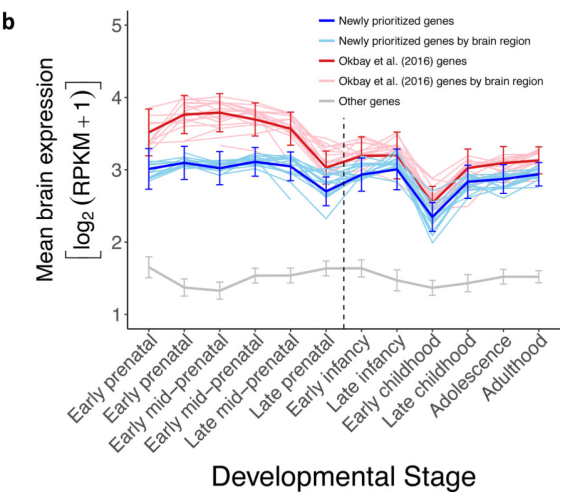 b
Newly prioritized genes
Newly prioritized genes by brain region
Okbay et al. (2016) genes
Okbay et al. (2016) genes by brain region
Other genes
Mean brain expression
[log2 (RPKM + 1)]
5
4
3
2
1
Early prenatal
Early prenatal
Early mid−prenatal
Early mid−prenatal
Late mid−prenatal
Late prenatal
Early infancy
Late infancy
Early childhood
Late childhood
Adolescence
Adulthood
Developmental Stage